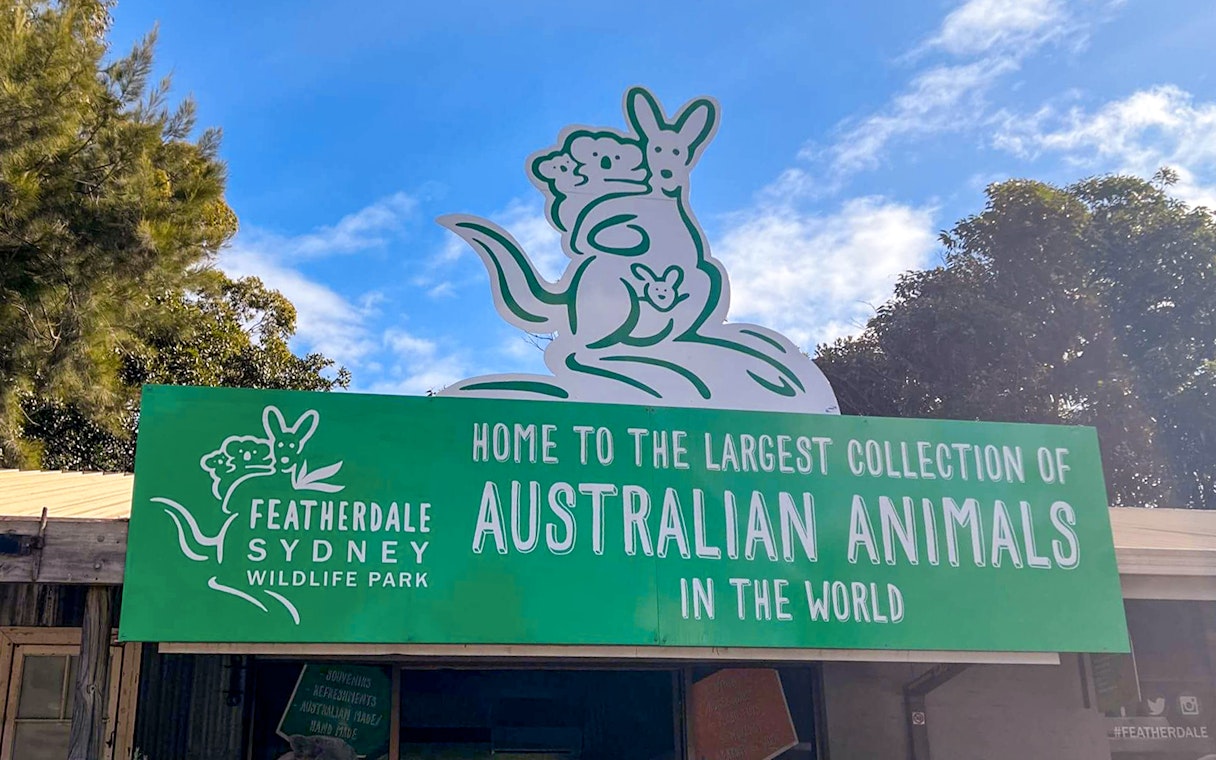 HOME TO THE LARGEST COLLECTION OF
AUSTRALIAN ANIMALS
IN THE WORLD
FEATHERDALE
SYDNEY
WILDLIFE PARK
- SOUVENIRS
- REFRESHMENTS
- AUSTRALIAN MADE/
HAND MADE
#FEATHERDALE